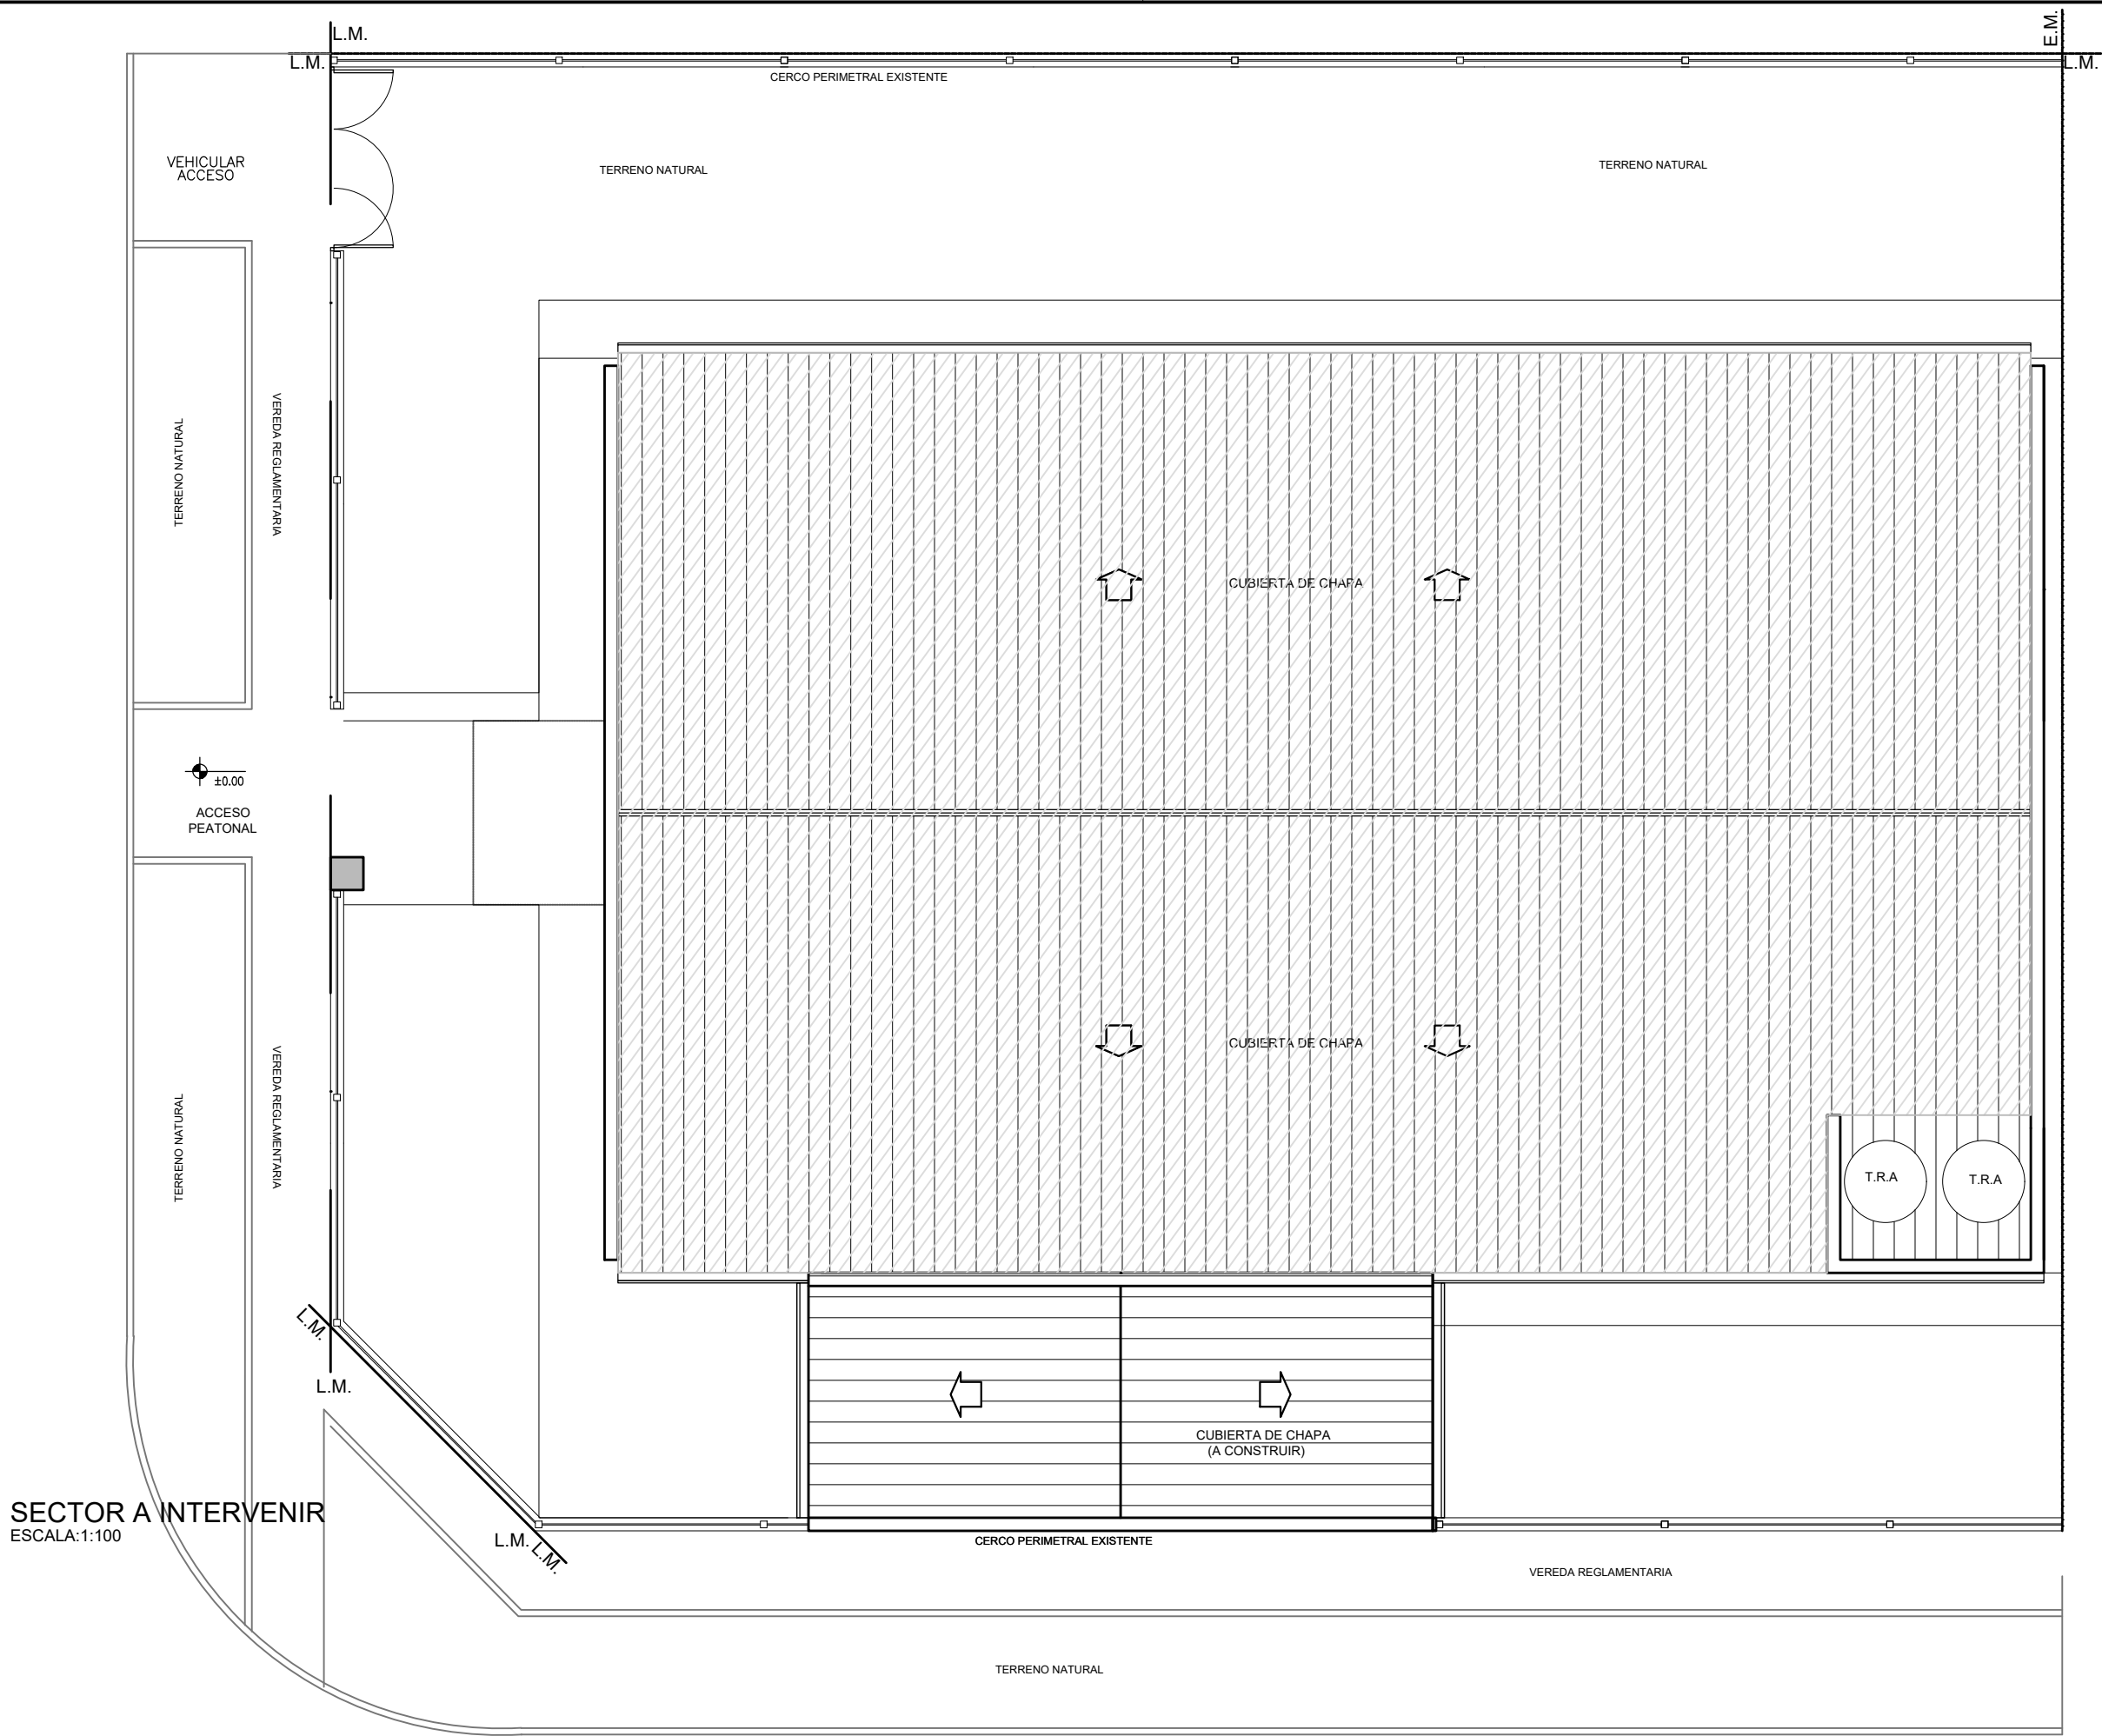 L.M.
E.M.
L.M.
L.M.
CERCO PERIMETRAL EXISTENTE
VEHICULAR
ACCESO
TERRENO NATURAL
TERRENO NATURAL
TERRENO NATURAL
VEREDA REGLAMENTARIA
CUBIERTA DE CHAPA
±0.00
ACCESO
PEATONAL
CUBIERTA DE CHAPA
TERRENO NATURAL
VEREDA REGLAMENTARIA
T.R.A
T.R.A
L.M.
L.M.
CUBIERTA DE CHAPA
(A CONSTRUIR)
SECTOR A INTERVENIR
ESCALA:1:100
L.M.
L.M.
CERCO PERIMETRAL EXISTENTE
VEREDA REGLAMENTARIA
TERRENO NATURAL